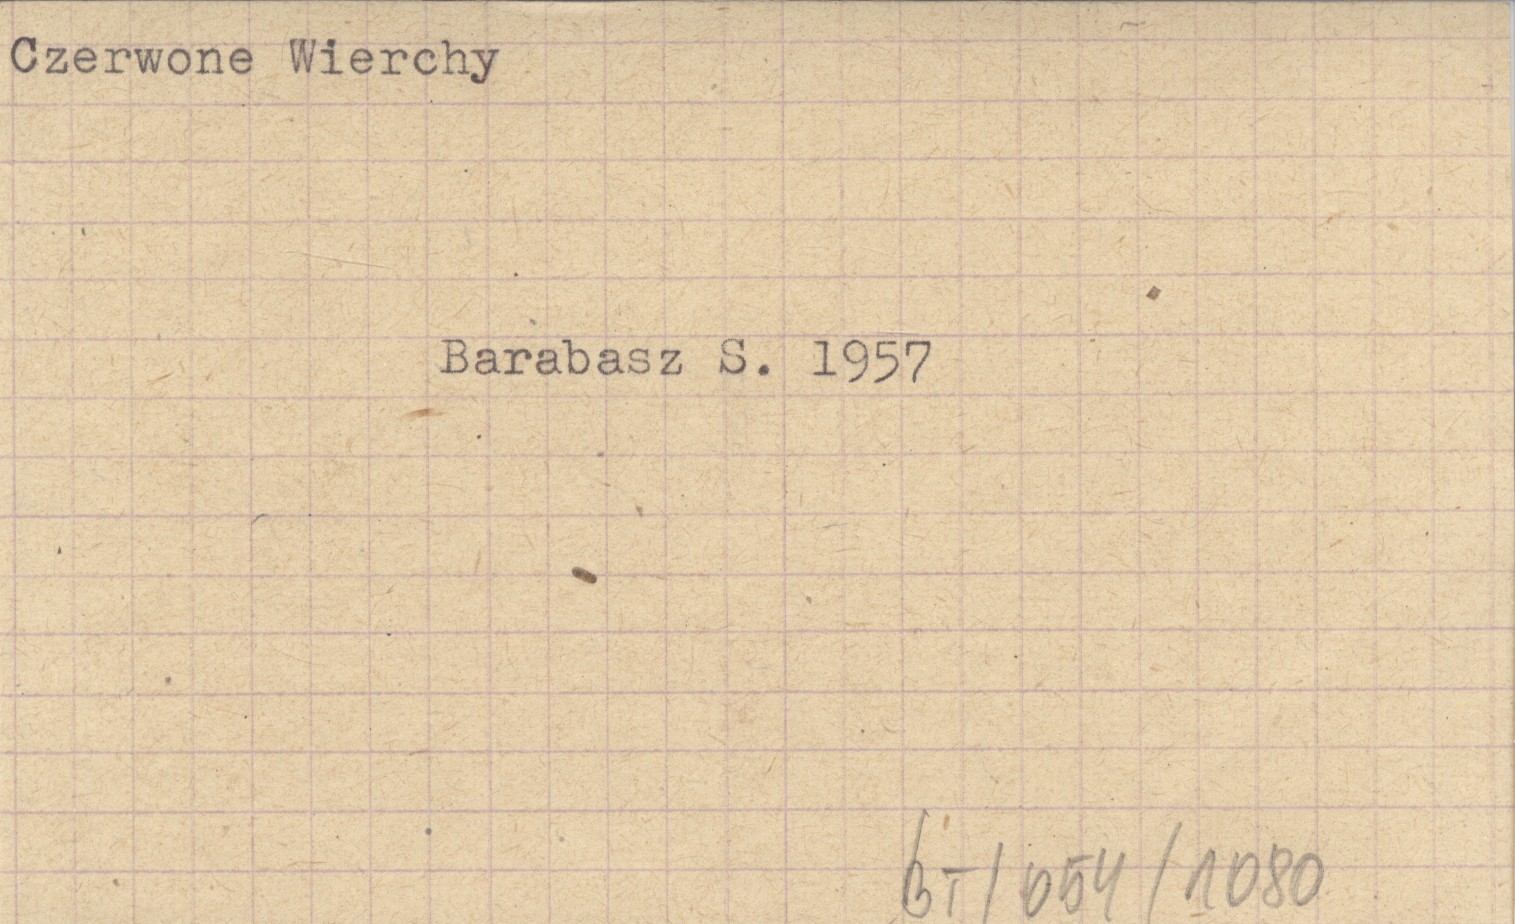 Czerwone Wierchy
Barabasz S. 1957
BT/054/1080